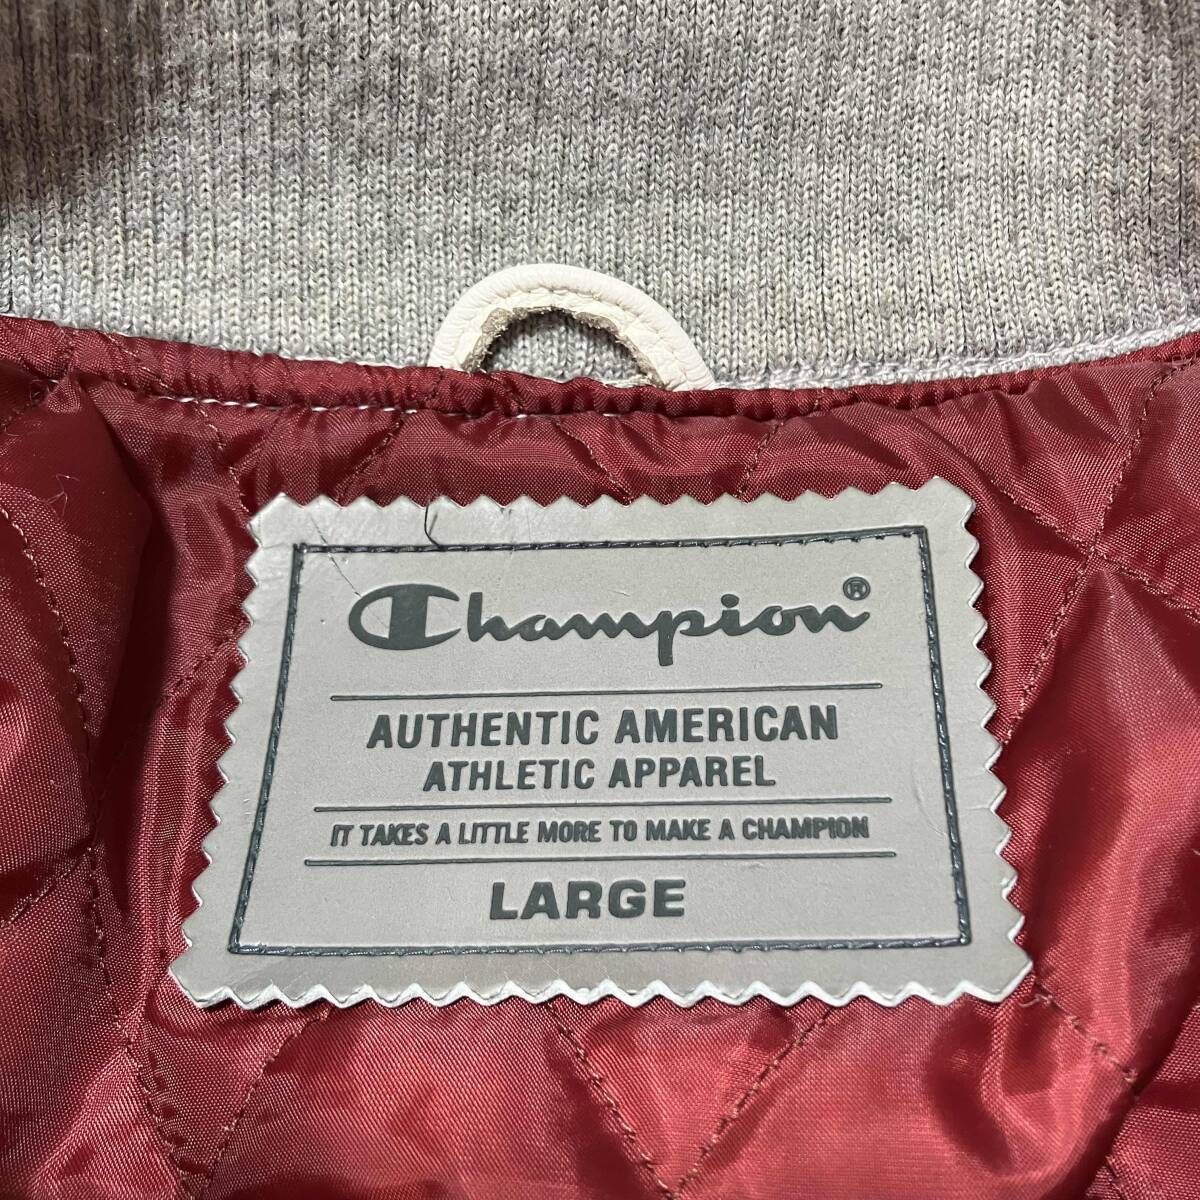 Champion®
AUTHENTIC AMERICAN
ATHLETIC APPAREL
IT TAKES A LITTLE MORE TO MAKE A CHAMPION
LARGE